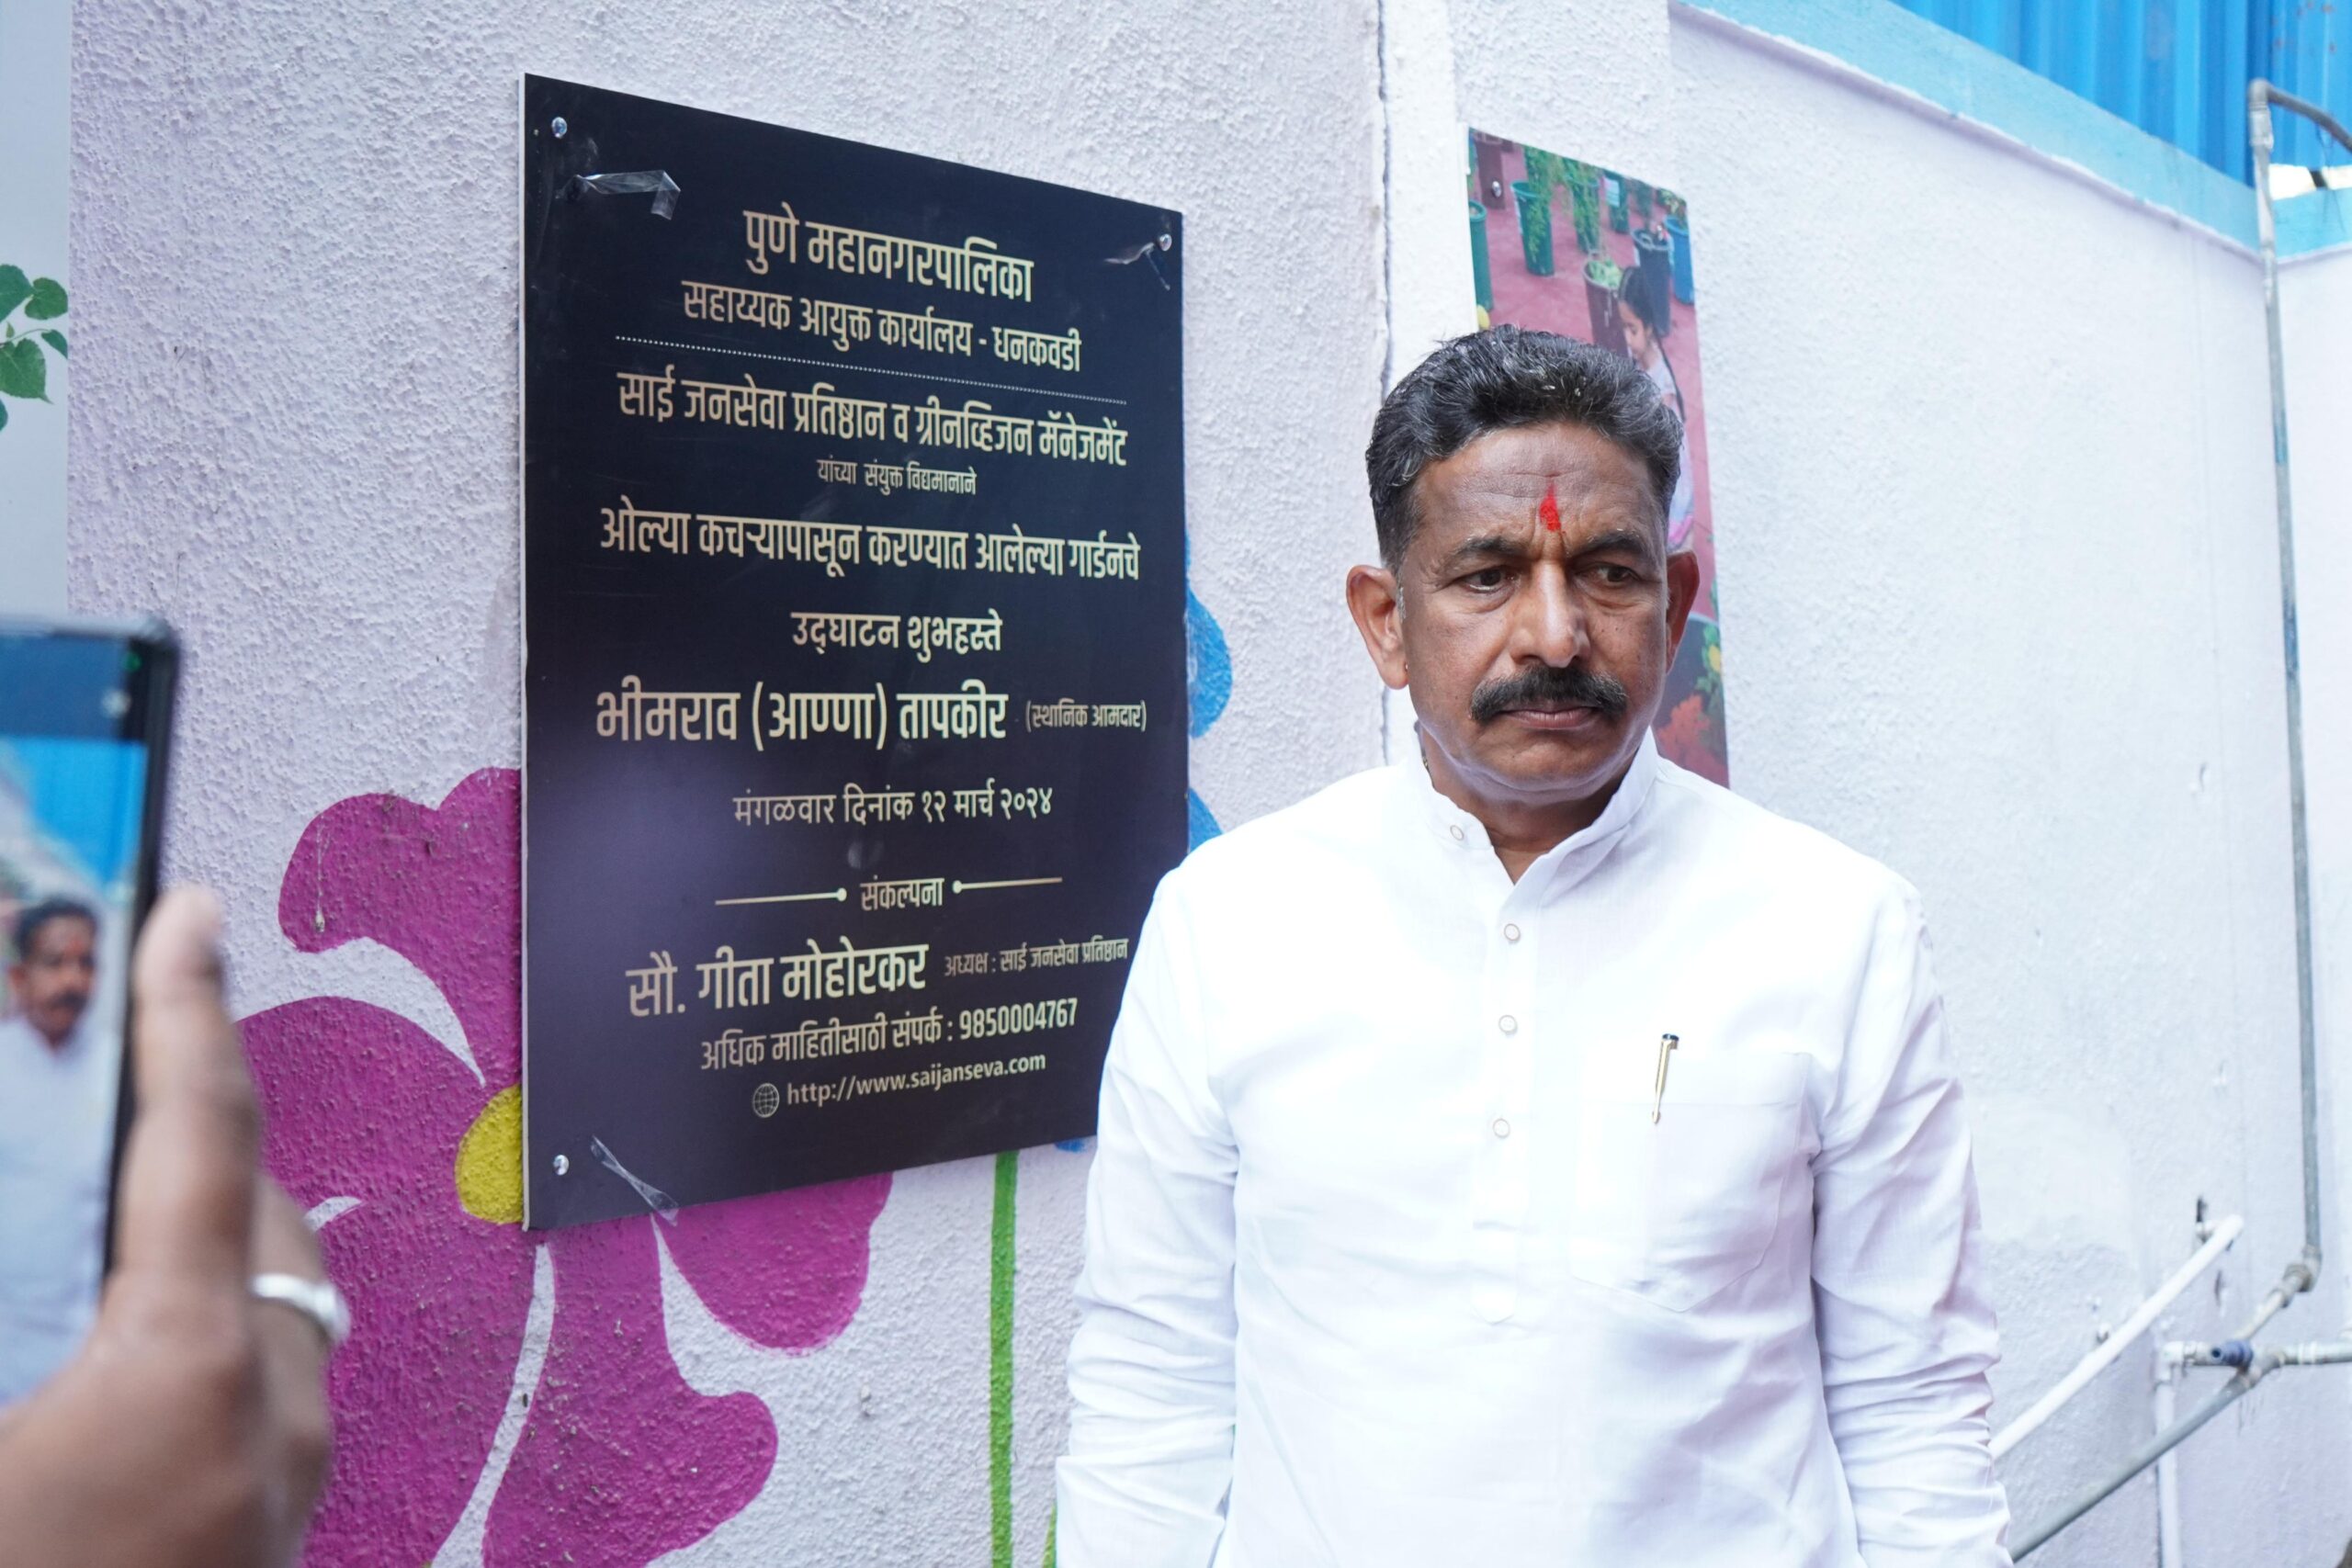 पुणे महानगरपालिका
सहाय्यक आयुक्त कार्यालय - धनकवडी
साई जनसेवा प्रतिष्ठान व ग्रीनव्हिजन मॅनेजमेंट
यांच्या संयुक्त विद्यमानाने
ओल्या कचऱ्यापासून करण्यात आलेल्या गार्डनचे
उद्‌घाटन शुभहस्ते
भीमराव (आण्णा) तापकीर (स्थानिक आमदार)
मंगळवार दिनांक १२ मार्च २०२४
संकल्पना
सौ. गीता मोहोरकर अध्यक्ष : साई जनसेवा प्रतिष्ठान
अधिक माहितीसाठी संपर्क : 9850004767
http://www.saijanseva.com